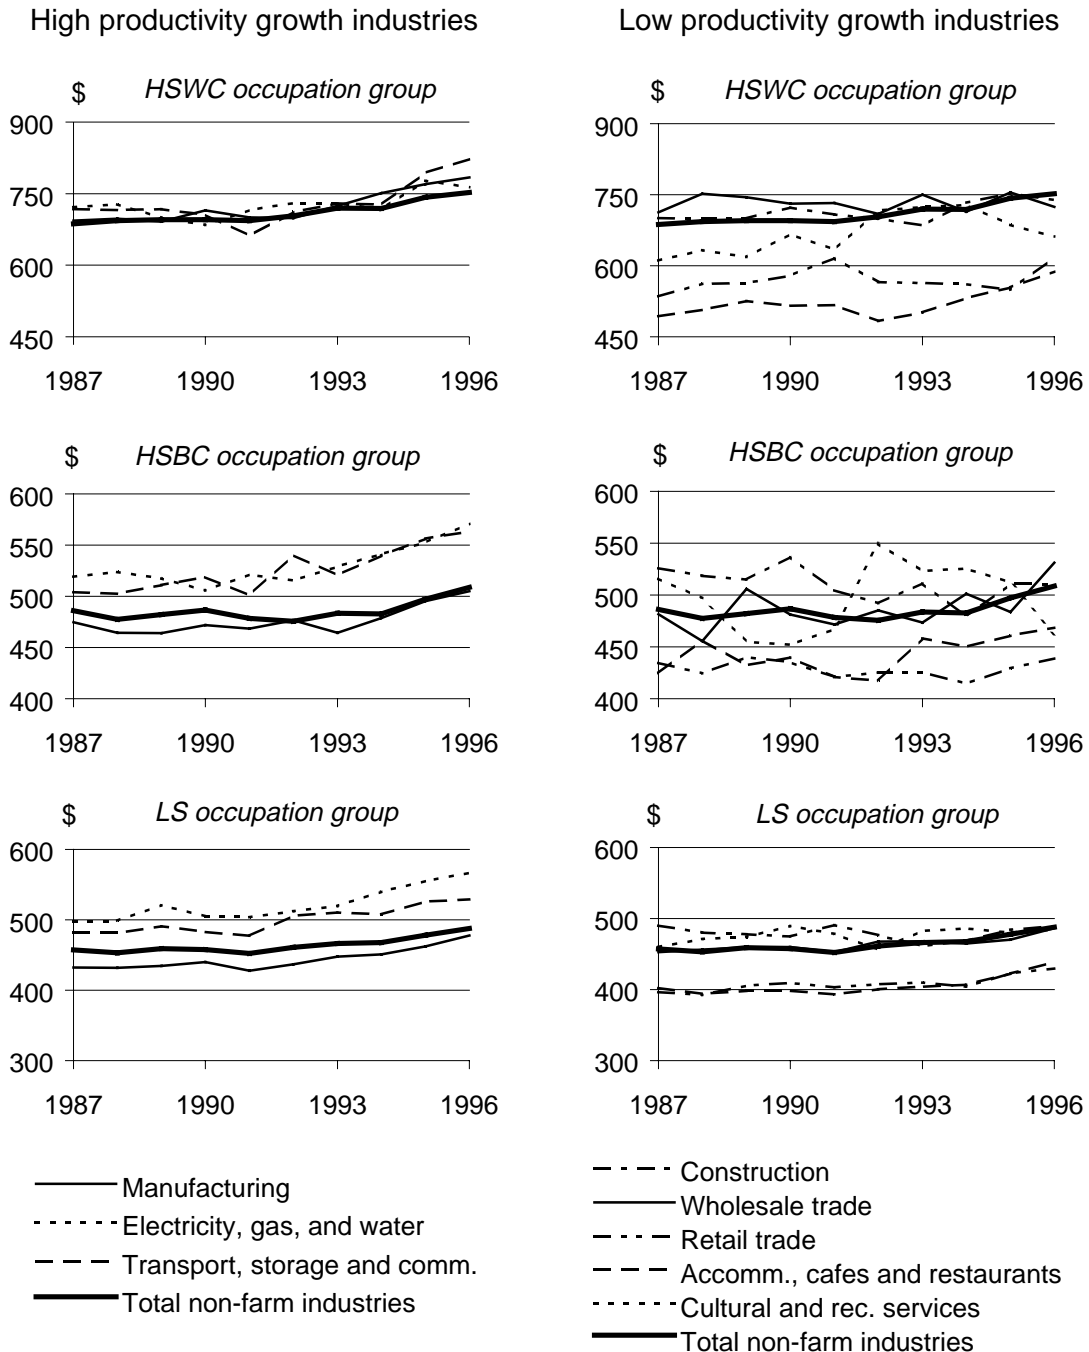 High productivity growth industries
Low productivity growth industries
$ HSWC occupation group
900
750
600
450
1987 1990 1993 1996
$ HSWC occupation group
900
750
600
450
1987 1990 1993 1996
$ HSBC occupation group
600
550
500
450
400
1987 1990 1993 1996
$ HSBC occupation group
600
550
500
450
400
1987 1990 1993 1996
$ LS occupation group
600
500
400
300
1987 1990 1993 1996
$ LS occupation group
600
500
400
300
1987 1990 1993 1996
Manufacturing
Electricity, gas, and water
Transport, storage and comm.
Total non-farm industries
Construction
Wholesale trade
Retail trade
Accomm., cafes and restaurants
Cultural and rec. services
Total non-farm industries